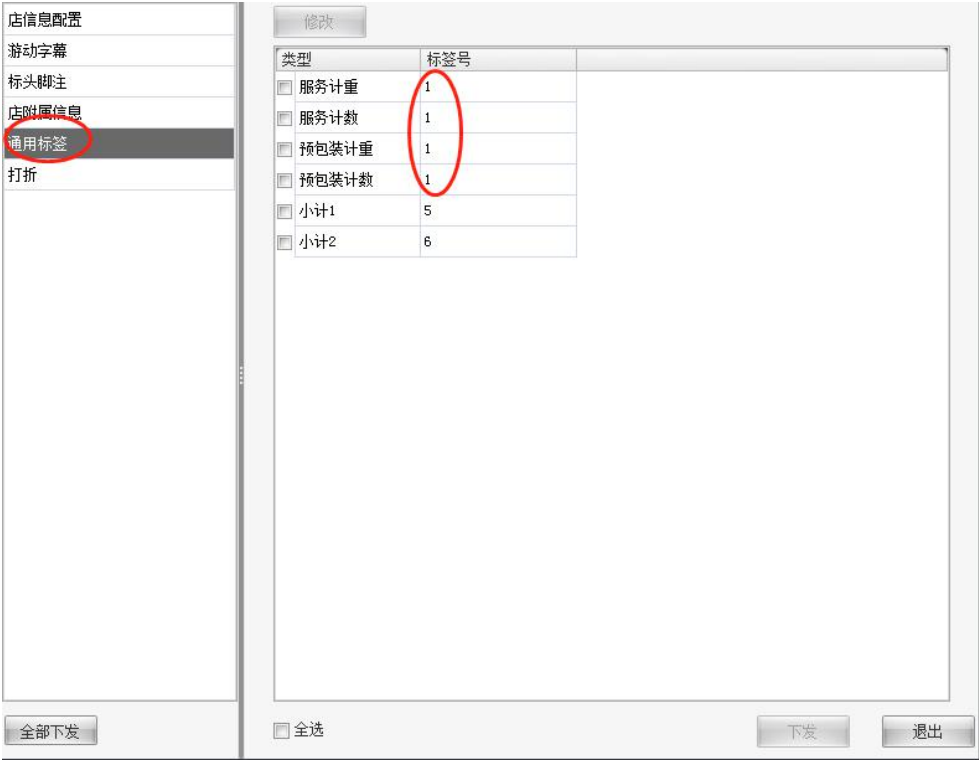 店信息配置
游动字幕
标头脚注
店附属信息
通用标签
打折
全部下发
修改
类型 标签号
服务计重 1
服务计数 1
预包装计重 1
预包装计数 1
小计1 5
小计2 6
全选
下发
退出